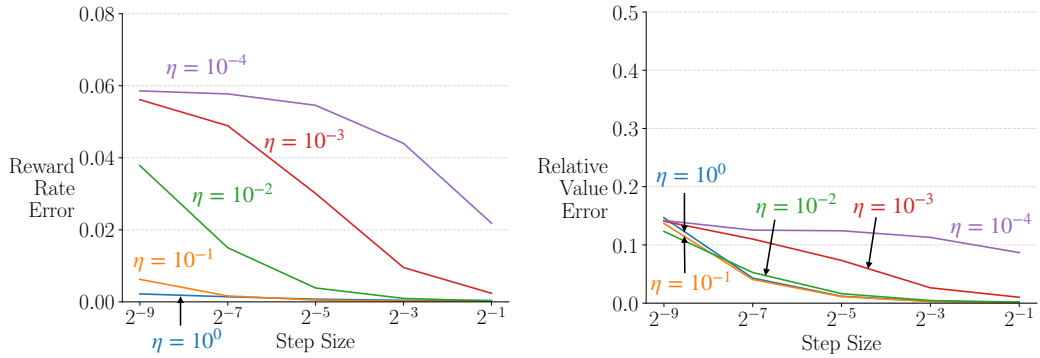 0.08
0.06
0.04
0.02
0.00
Reward
Rate
Error
η = 10⁻⁴
η = 10⁻³
η = 10⁻²
η = 10⁻¹
η = 10⁰
2⁻⁹ 2⁻⁷ 2⁻⁵ 2⁻³ 2⁻¹
Step Size
0.5
0.4
0.3
0.2
0.1
0.0
Relative
Value
Error
η = 10⁰
η = 10⁻²
η = 10⁻³
η = 10⁻⁴
η = 10⁻¹
2⁻⁹ 2⁻⁷ 2⁻⁵ 2⁻³ 2⁻¹
Step Size